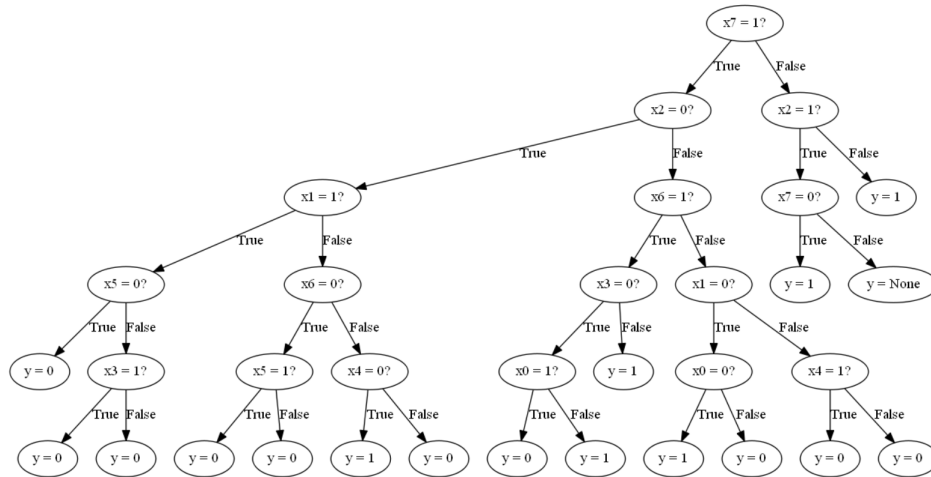 x7 = 1?
True False
x2 = 0? x2 = 1?
True False True False
x1 = 1? x6 = 1? x7 = 0? y = 1
True False True False True False
x5 = 0? x6 = 0? x3 = 0? x1 = 0? y = 1 y = None
True False True False True False True False
y = 0 x3 = 1? x5 = 1? x4 = 0? x0 = 1? y = 1 x0 = 0? x4 = 1?
True False True False True False True False True False True False
y = 0 y = 0 y = 0 y = 0 y = 1 y = 0 y = 0 y = 1 y = 1 y = 0 y = 0 y = 0